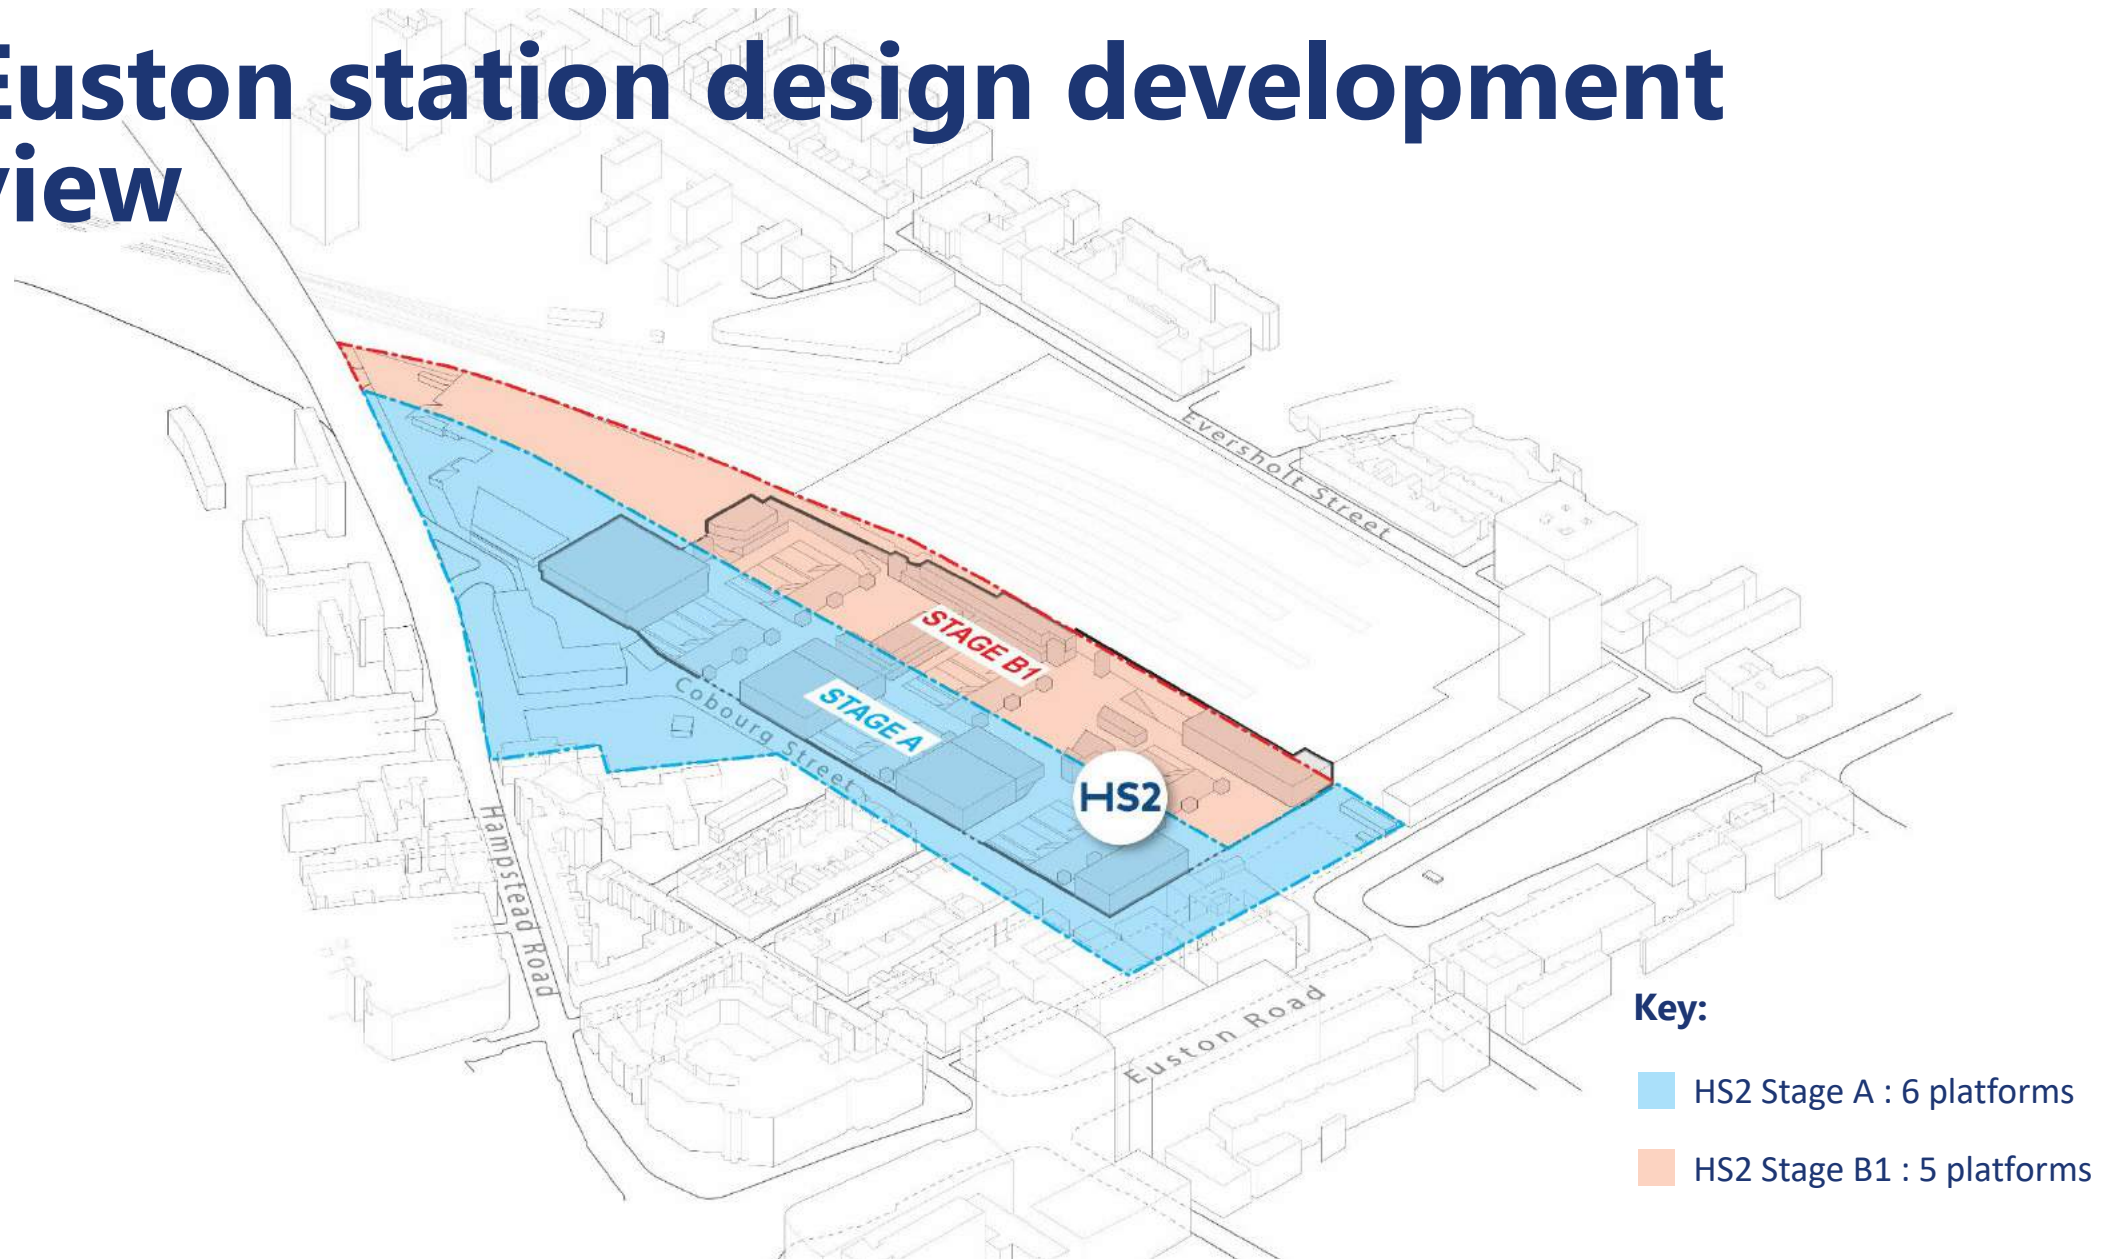 Euston station design development
view
Eversholt Street
STAGE B1
STAGE A
Cobourg Street
HS2
Hampstead Road
Euston Road
Key:
HS2 Stage A : 6 platforms
HS2 Stage B1 : 5 platforms